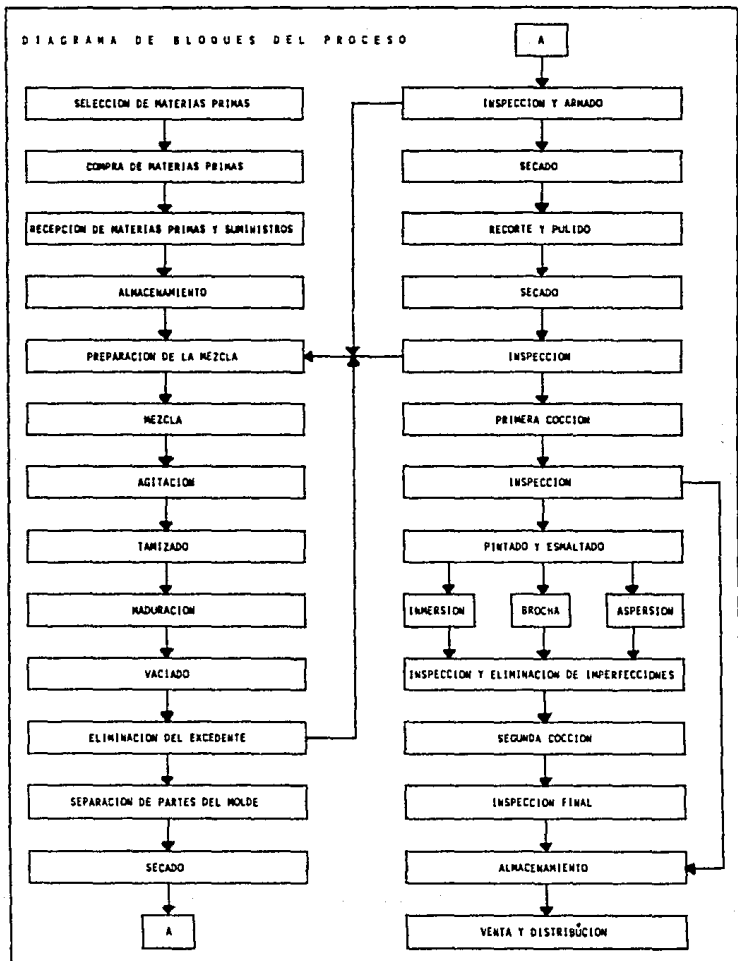 DIAGRAMA DE BLOQUES DEL PROCESO
SELECCION DE MATERIAS PRIMAS
COMPRA DE MATERIAS PRIMAS
RECEPCION DE MATERIAS PRIMAS Y SUMINISTROS
ALMACENAMIENTO
PREPARACION DE LA MEZCLA
MEZCLA
AGITACION
TAMIZADO
MADURACION
VACIADO
ELIMINACION DEL EXCEDENTE
SEPARACION DE PARTES DEL MOLDE
SECADO
A
A
INSPECCION Y ARMADO
SECADO
RECORTE Y PULIDO
SECADO
INSPECCION
PRIMERA COCCION
INSPECCION
PINTADO Y ESMALTADO
INMERSION
BROCHA
ASPERSION
INSPECCION Y ELIMINACION DE IMPERFECCIONES
SEGUNDA COCCION
INSPECCION FINAL
ALMACENAMIENTO
VENTA Y DISTRIBUCION